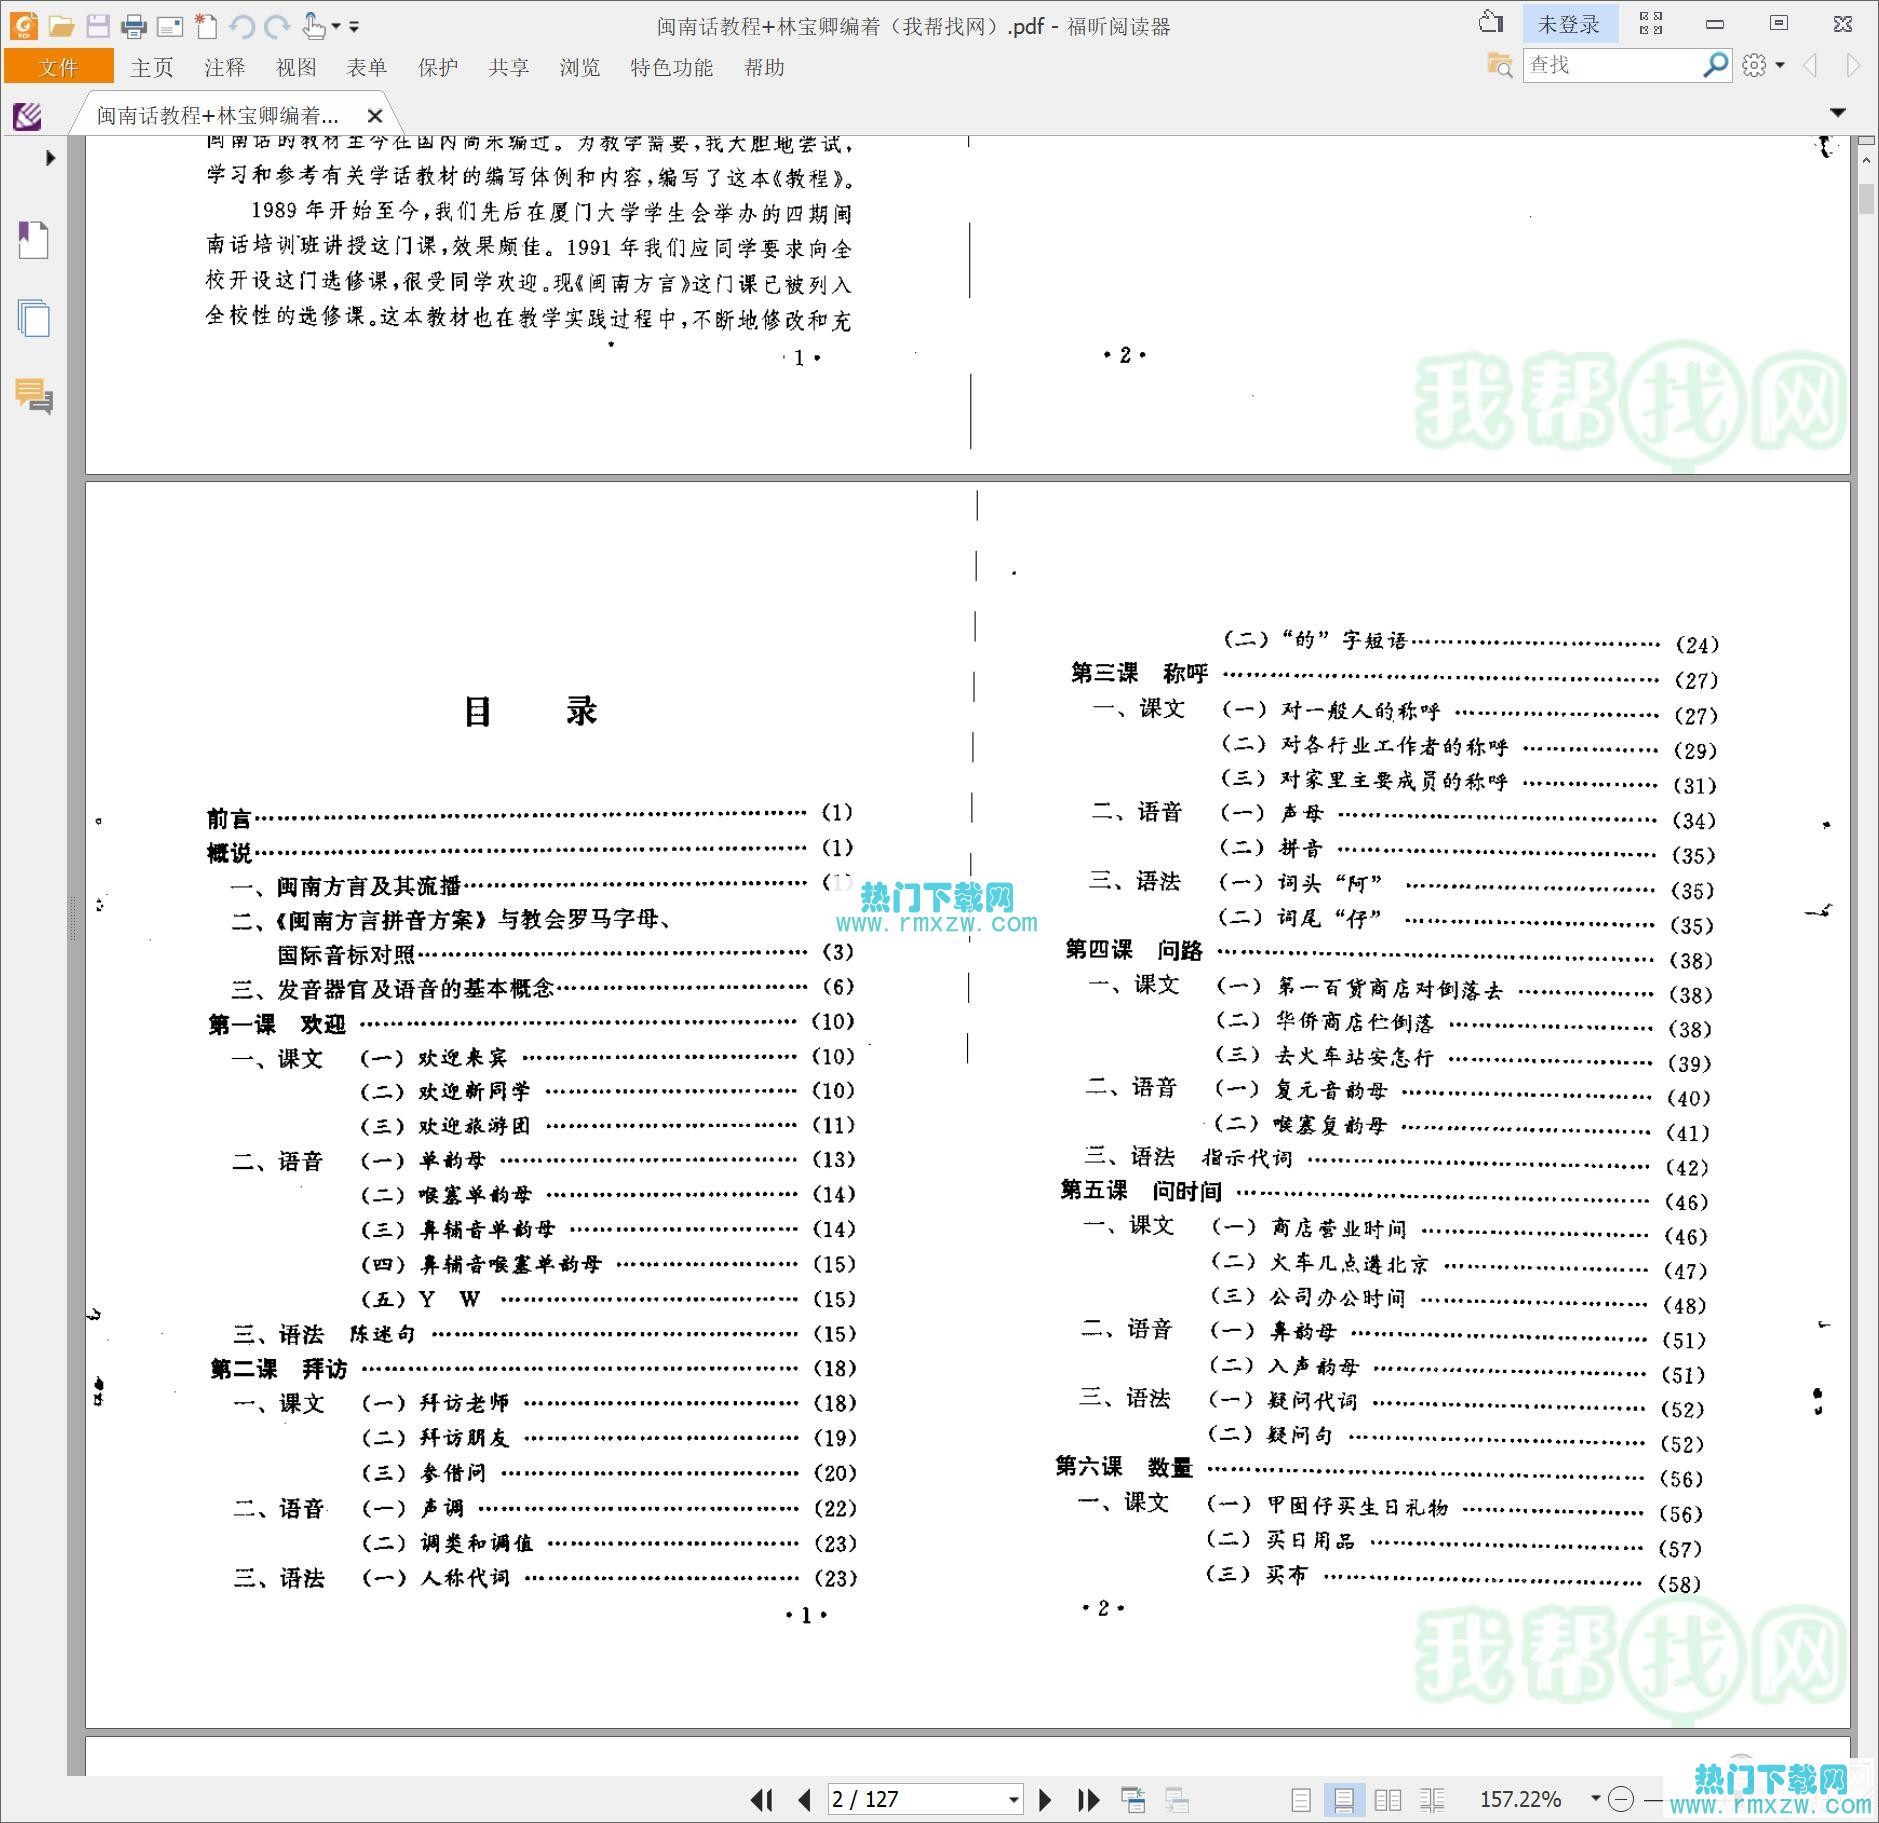 闽南话教程+林宝卿编着（我帮找网）.pdf - 福昕阅读器
未登录
文件 主页 注释 视图 表单 保护 共享 浏览 特色功能 帮助
查找
闽南话教程+林宝卿编着...
闽南话的教材至今在国内尚未编过。为教学需要,我大胆地尝试,
学习和参考有关学话教材的编写体例和内容,编写了这本《教程》。
1989 年开始至今,我们先后在厦门大学学生会举办的四期闽
南话培训班讲授这门课,效果颇佳。1991 年我们应同学要求向全
校开设这门选修课,很受同学欢迎。现《闽南方言》这门课已被列入
全校性的选修课。这本教材也在教学实践过程中,不断地修改和充
· 1 ·
· 2 ·
我帮找网
目 录
前言 (1)
概说 (1)
一、闽南方言及其流播 (1)
二、《闽南方言拼音方案》与教会罗马字母、
国际音标对照 (3)
三、发音器官及语音的基本概念 (6)
第一课 欢迎 (10)
一、课文 (一) 欢迎来宾 (10)
(二) 欢迎新同学 (10)
(三) 欢迎旅游团 (11)
二、语音 (一) 单韵母 (13)
(二) 喉塞单韵母 (14)
(三) 鼻辅音单韵母 (14)
(四) 鼻辅音喉塞单韵母 (15)
(五) Y W (15)
三、语法 陈述句 (15)
第二课 拜访 (18)
一、课文 (一) 拜访老师 (18)
(二) 拜访朋友 (19)
(三) 参借问 (20)
二、语音 (一) 声调 (22)
(二) 调类和调值 (23)
三、语法 (一) 人称代词 (23)
· 1 ·
(二) “的” 字短语 (24)
第三课 称呼 (27)
一、课文 (一) 对一般人的称呼 (27)
(二) 对各行业工作者的称呼 (29)
(三) 对家里主要成员的称呼 (31)
二、语音 (一) 声母 (34)
(二) 拼音 (35)
三、语法 (一) 词头 “阿” (35)
(二) 词尾 “仔” (35)
第四课 问路 (38)
一、课文 (一) 第一百货商店对倒落去 (38)
(二) 华侨商店伫倒落 (38)
(三) 去火车站安怎行 (39)
二、语音 (一) 复元音韵母 (40)
(二) 喉塞复韵母 (41)
三、语法 指示代词 (42)
第五课 问时间 (46)
一、课文 (一) 商店营业时间 (46)
(二) 火车几点遘北京 (47)
(三) 公司办公时间 (48)
二、语音 (一) 鼻韵母 (51)
(二) 入声韵母 (51)
三、语法 (一) 疑问代词 (52)
(二) 疑问句 (52)
第六课 数量 (56)
一、课文 (一) 甲囡仔买生日礼物 (56)
(二) 买日用品 (57)
(三) 买布 (58)
· 2 ·
热门下载网
www.rmxzw.com
我帮找网
2 / 127
157.22%
热门下载网
www.rmxzw.com